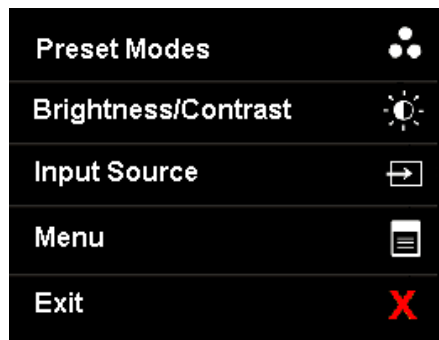 Preset Modes
Brightness/Contrast
Input Source
Menu
Exit